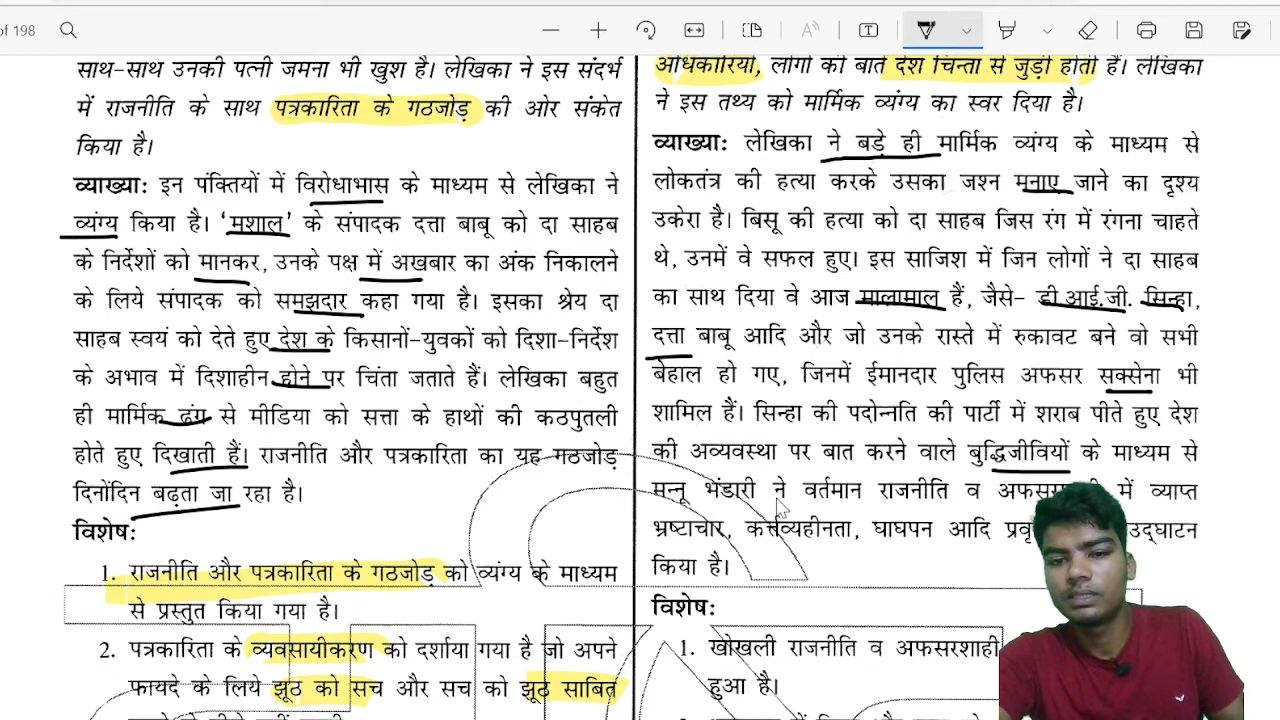 of 198
साथ-साथ उनकी पत्नी जमना भी खुश है। लेखिका ने इस संदर्भ
में राजनीति के साथ पत्रकारिता के गठजोड़ की ओर संकेत
किया है।
व्याख्या: इन पंक्तियों में विरोधाभास के माध्यम से लेखिका ने
व्यंग्य किया है। ‘मशाल’ के संपादक दत्ता बाबू को दा साहब
के निर्देशों को मानकर, उनके पक्ष में अखबार का अंक निकालने
के लिये संपादक को समझदार कहा गया है। इसका श्रेय दा
साहब स्वयं को देते हुए देश के किसानों-युवकों को दिशा-निर्देश
के अभाव में दिशाहीन होने पर चिंता जताते हैं। लेखिका बहुत
ही मार्मिक ढंग से मीडिया को सत्ता के हाथों की कठपुतली
होते हुए दिखाती हैं। राजनीति और पत्रकारिता का यह गठजोड़
दिनोंदिन बढ़ता जा रहा है।
विशेष:
1. राजनीति और पत्रकारिता के गठजोड़ को व्यंग्य के माध्यम
से प्रस्तुत किया गया है।
2. पत्रकारिता के व्यवसायीकरण को दर्शाया गया है जो अपने
फायदे के लिये झूठ को सच और सच को झूठ साबित
अधिकारियों, लोगों की बातें देश चिन्ता से जुड़ी होती हैं। लेखिका
ने इस तथ्य को मार्मिक व्यंग्य का स्वर दिया है।
व्याख्या: लेखिका ने बड़े ही मार्मिक व्यंग्य के माध्यम से
लोकतंत्र की हत्या करके उसका जश्न मनाए जाने का दृश्य
उकेरा है। बिसू की हत्या को दा साहब जिस रंग में रंगना चाहते
थे, उनमें वे सफल हुए। इस साजिश में जिन लोगों ने दा साहब
का साथ दिया वे आज मालामाल हैं, जैसे- डी.आई.जी. सिन्हा,
दत्ता बाबू आदि और जो उनके रास्ते में रुकावट बने वो सभी
बेहाल हो गए, जिनमें ईमानदार पुलिस अफसर सक्सेना भी
शामिल हैं। सिन्हा की पदोन्नति की पार्टी में शराब पीते हुए देश
की अव्यवस्था पर बात करने वाले बुद्धिजीवियों के माध्यम से
मन्नू भंडारी ने वर्तमान राजनीति व में व्याप्त
भ्रष्टाचार, कर्त्तव्यहीनता, घाघपन आदि उद्घाटन
किया है।
विशेष:
1. खोखली राजनीति व अफसरशाही
हुआ है।